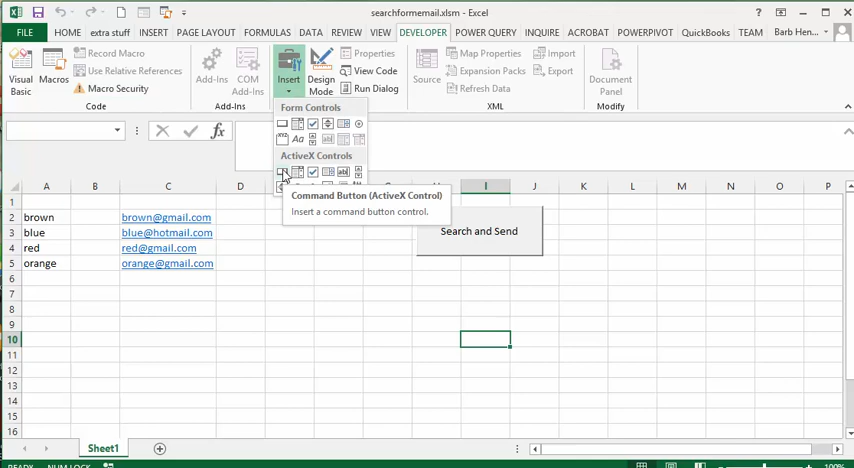 searchforemail.xlsm - Excel
FILE HOME extra stuff INSERT PAGE LAYOUT FORMULAS DATA REVIEW VIEW DEVELOPER POWER QUERY INQUIRE ACROBAT POWERPIVOT QuickBooks TEAM Barb Hen...
Visual Basic
Macros
Record Macro
Use Relative References
Macro Security
Code
Add-Ins
COM Add-Ins
Add-Ins
Insert
Design Mode
Properties
View Code
Run Dialog
Source
Map Properties
Expansion Packs
Refresh Data
Import
Export
XML
Document Panel
Modify
Form Controls
Aa
ab|
ActiveX Controls
ab|
Command Button (ActiveX Control)
Insert a command button control.
fx
A B C D E I J K L M N O P
1
2 brown brown@gmail.com
3 blue blue@hotmail.com
4 red red@gmail.com
5 orange orange@gmail.com
Search and Send
6
7
8
9
10
11
12
13
14
15
16
Sheet1
NUM LOCK
100%